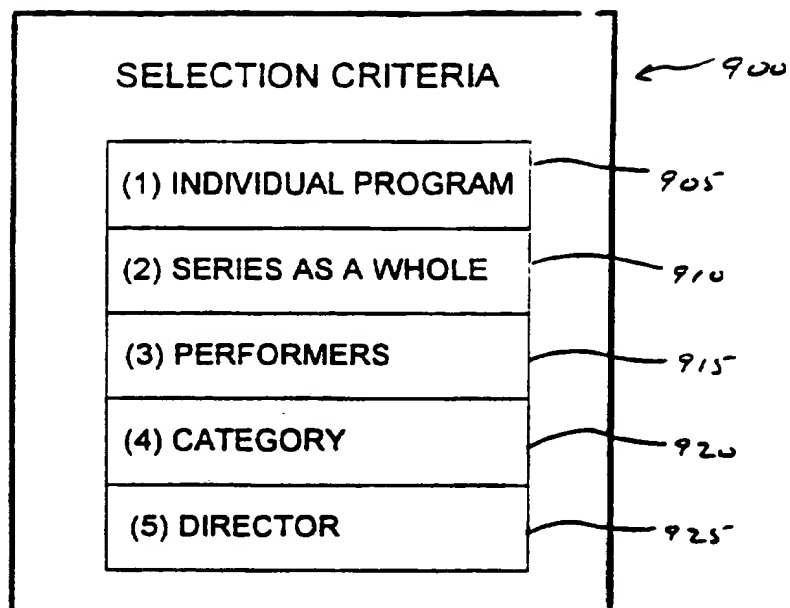 SELECTION CRITERIA
900
(1) INDIVIDUAL PROGRAM
905
(2) SERIES AS A WHOLE
910
(3) PERFORMERS
915
(4) CATEGORY
920
(5) DIRECTOR
925